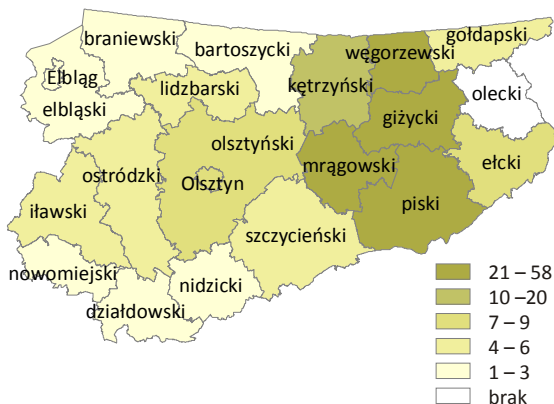 gołdapski
braniewski
bartoszycki
węgorzewski
Elbląg
kętrzyński
lidzbarski
olecki
elbląski
giżycki
olsztyński
mrągowski
ełcki
ostródzki
Olsztyn
piski
iławski
szczycieński
nowomiejski
nidzicki
działdowski
21 – 58
10 –20
7 – 9
4 – 6
1 – 3
brak